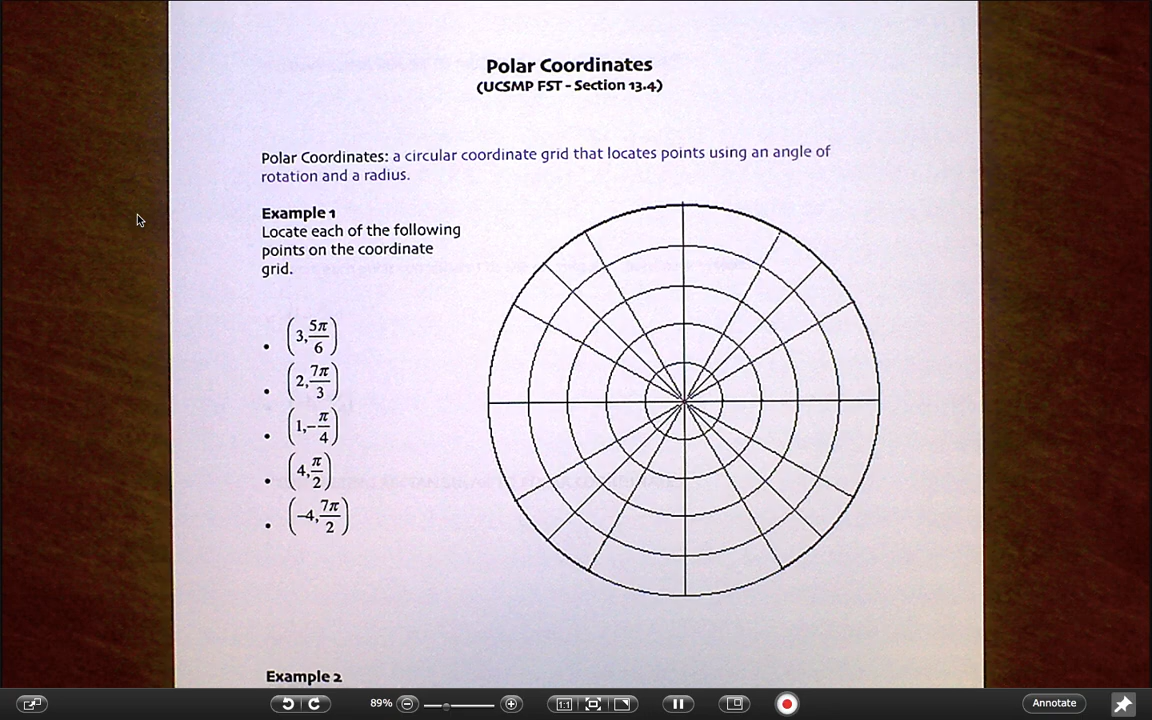 Polar Coordinates
(UCSMP FST - Section 13.4)
Polar Coordinates: a circular coordinate grid that locates points using an angle of
rotation and a radius.
Example 1
Locate each of the following
points on the coordinate
grid.
• (3, 5π/6)
• (2, 7π/3)
• (1, -π/4)
• (4, π/2)
• (-4, 7π/2)
Example 2
89%
1:1
Annotate